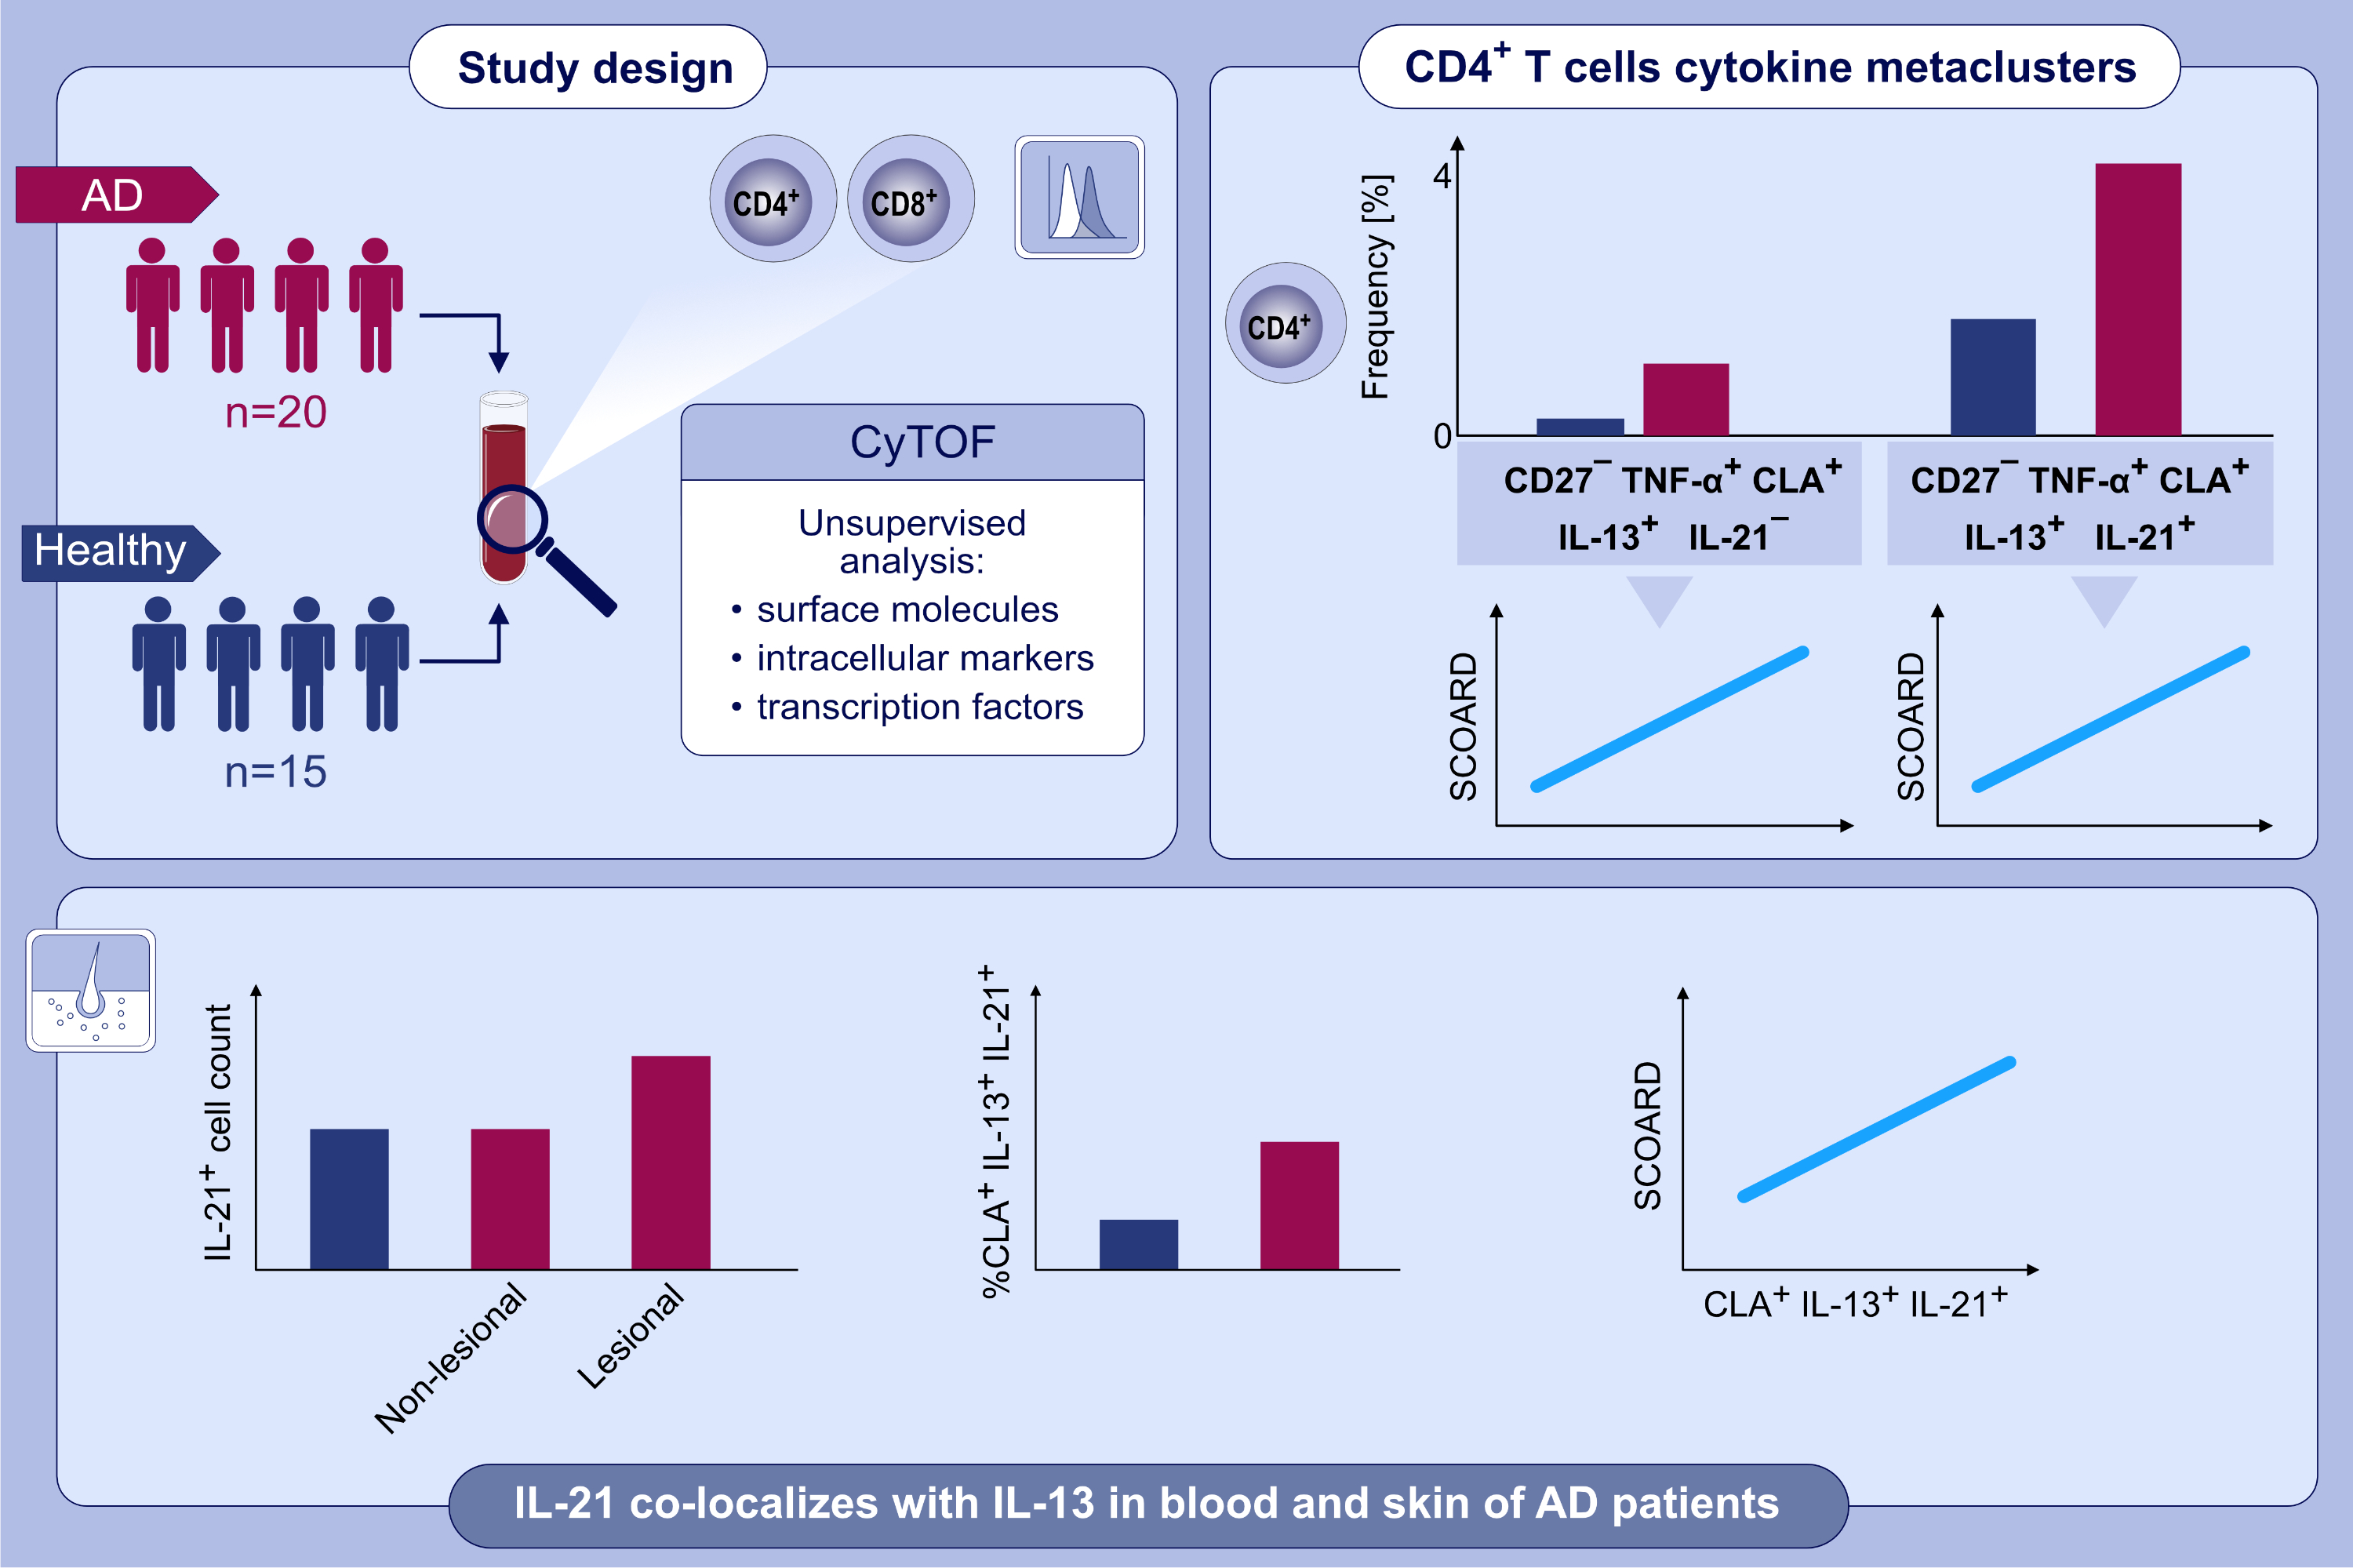 Study design
AD
n=20
Healthy
n=15
CD4⁺
CD8⁺
CyTOF
Unsupervised
analysis:
• surface molecules
• intracellular markers
• transcription factors
CD4⁺ T cells cytokine metaclusters
CD4⁺
Frequency [%]
4
0
CD27⁻ TNF-α⁺ CLA⁺
IL-13⁺ IL-21⁻
CD27⁻ TNF-α⁺ CLA⁺
IL-13⁺ IL-21⁺
SCOARD
SCOARD
IL-21⁺ cell count
Non-lesional
Lesional
%CLA⁺ IL-13⁺ IL-21⁺
SCOARD
CLA⁺ IL-13⁺ IL-21⁺
IL-21 co-localizes with IL-13 in blood and skin of AD patients